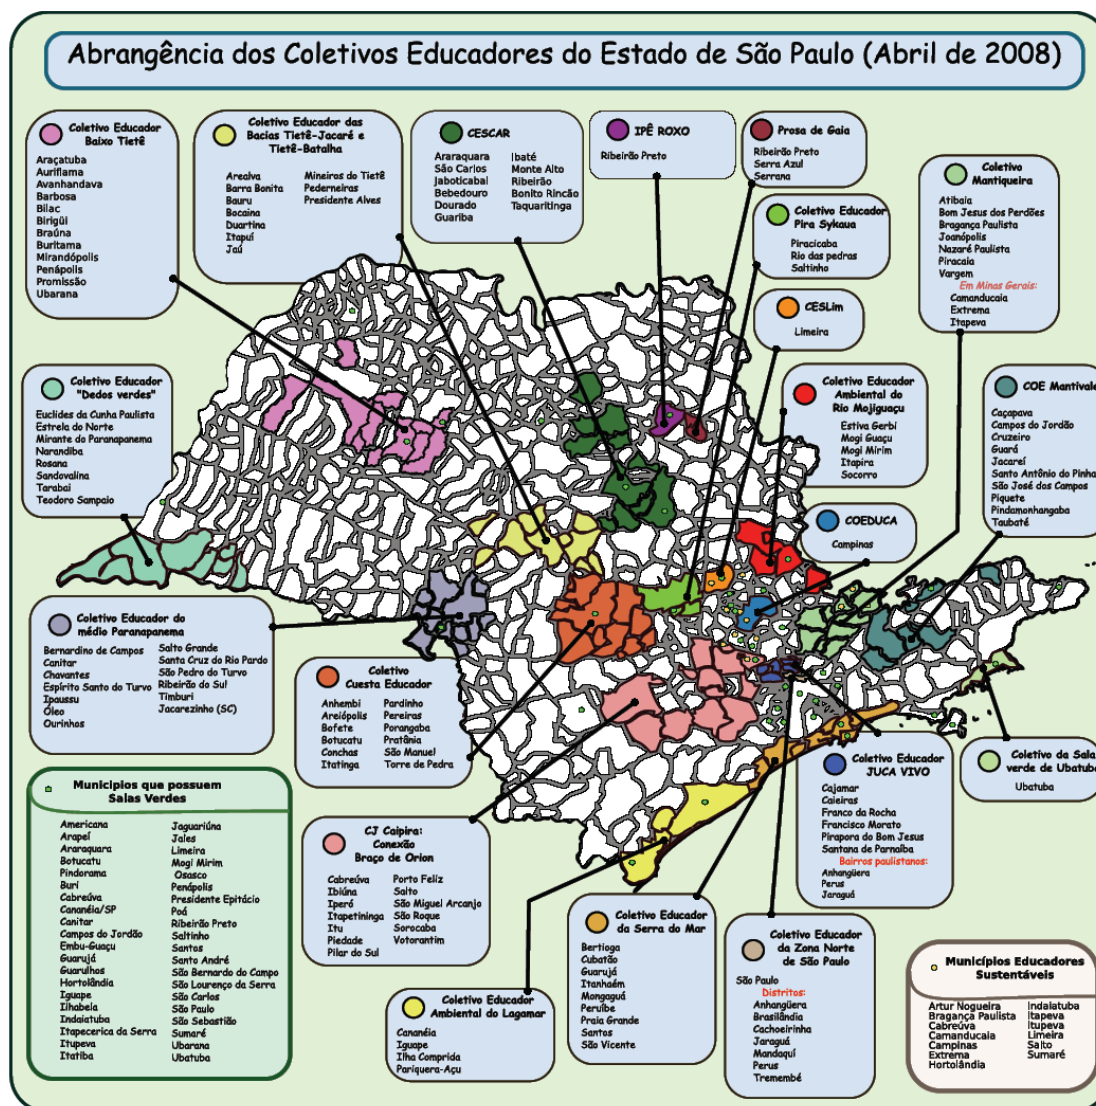 Abrangência dos Coletivos Educadores do Estado de São Paulo (Abril de 2008)
Coletivo Educador
Baixo Tietê
Araçatuba
Auriflama
Avanhandava
Barbosa
Bilac
Birigüi
Braúna
Buritama
Mirandópolis
Penápolis
Promissão
Ubarana
Coletivo Educador das
Bacias Tietê-Jacaré e
Tietê-Batalha
Arealva
Barra Bonita
Bauru
Bocaina
Duartina
Itapuí
Jaú
Mineiros do Tietê
Pederneiras
Presidente Alves
CESCAR
Araraquara
São Carlos
Jaboticabal
Bebedouro
Dourado
Guariba
Ibaté
Monte Alto
Ribeirão
Bonito Rincão
Taquaritinga
IPÊ ROXO
Ribeirão Preto
Prosa de Gaia
Ribeirão Preto
Serra Azul
Serrana
Coletivo Educador
Pira Sykaua
Piracicaba
Rio das pedras
Saltinho
Coletivo
Mantiqueira
Atibaia
Bom Jesus dos Perdões
Bragança Paulista
Joanópolis
Nazaré Paulista
Piracaia
Vargem
Em Minas Gerais:
Camanducaia
Extrema
Itapeva
CESLim
Limeira
Coletivo Educador
Ambiental do
Rio Mojiguaçu
Estiva Gerbi
Mogi Guaçu
Mogi Mirim
Itapira
Socorro
COE Mantivale
Caçapava
Campos do Jordão
Cruzeiro
Guará
Jacareí
Santo Antônio do Pinhal
São José dos Campos
Piquete
Pindamonhangaba
Taubaté
Coletivo Educador
"Dedos verdes"
Euclides da Cunha Paulista
Estrela do Norte
Mirante do Paranapanema
Narandiba
Rosana
Sandovalina
Tarabai
Teodoro Sampaio
COEDUCA
Campinas
Coletivo Educador do
médio Paranapanema
Bernardino de Campos
Canitar
Chavantes
Espírito Santo do Turvo
Ipaussu
Óleo
Ourinhos
Salto Grande
Santa Cruz do Rio Pardo
São Pedro do Turvo
Ribeirão do Sul
Timburi
Jacarezinho (SC)
Coletivo
Cuesta Educador
Anhembi
Areiópolis
Bofete
Botucatu
Conchas
Itatinga
Pardinho
Pereiras
Porangaba
Pratânia
São Manuel
Torre de Pedra
Coletivo Educador
JUCA VIVO
Cajamar
Caieiras
Franco da Rocha
Francisco Morato
Pirapora do Bom Jesus
Santana de Parnaíba
Bairros paulistanos:
Anhangüera
Perus
Jaraguá
Coletivo da Sala
verde de Ubatuba
Ubatuba
Municípios que possuem
Salas Verdes
Americana
Arapeí
Araraquara
Botucatu
Pindorama
Buri
Cabreúva
Cananéia/SP
Canitar
Campos do Jordão
Embu-Guaçu
Guarujá
Guarulhos
Hortolândia
Iguape
Ilhabela
Indaiatuba
Itapecerica da Serra
Itupeva
Itatiba
Jaguariúna
Jales
Limeira
Mogi Mirim
Osasco
Penápolis
Presidente Epitácio
Poá
Ribeirão Preto
Saltinho
Santos
Santo André
São Bernardo do Campo
São Lourenço da Serra
São Carlos
São Paulo
São Sebastião
Sumaré
Ubarana
Ubatuba
CJ Caipira:
Conexão
Braço de Orion
Cabreúva
Ibiúna
Iperó
Itapetininga
Itu
Piedade
Pilar do Sul
Porto Feliz
Salto
São Miguel Arcanjo
São Roque
Sorocaba
Votorantim
Coletivo Educador
Ambiental do Lagamar
Cananéia
Iguape
Ilha Comprida
Pariquera-Açu
Coletivo Educador
da Serra do Mar
Bertioga
Cubatão
Guarujá
Itanhaém
Mongaguá
Peruíbe
Praia Grande
Santos
São Vicente
Coletivo Educador
da Zona Norte
de São Paulo
São Paulo
Distritos:
Anhangüera
Brasilândia
Cachoeirinha
Jaraguá
Mandaquí
Perus
Tremembé
Municípios Educadores
Sustentáveis
Artur Nogueira
Bragança Paulista
Cabreúva
Camanducaia
Campinas
Extrema
Hortolândia
Indaiatuba
Itapeva
Itupeva
Limeira
Salto
Sumaré